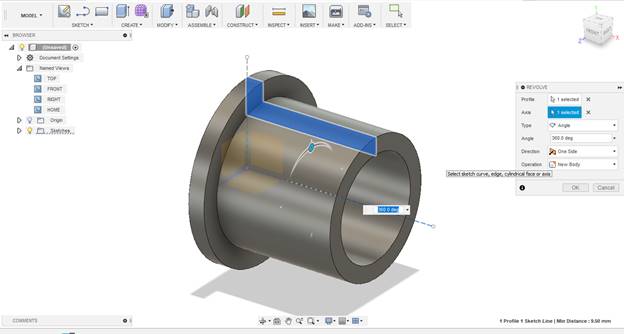 MODEL
SKETCH
CREATE
MODIFY
ASSEMBLE
CONSTRUCT
INSPECT
INSERT
MAKE
ADD-INS
SELECT
BROWSER
(Unsaved)
Document Settings
Named Views
TOP
FRONT
RIGHT
HOME
Origin
Sketches
FRONT
Z
X
REVOLVE
Profile 1 selected
Axis 1 selected
Type Angle
Angle 360.0 deg
Direction One Side
Operation New Body
Select sketch curve, edge, cylindrical face or axis
OK Cancel
360.0 deg
COMMENTS
1 Profile 1 Sketch Line | Min Distance : 9.50 mm